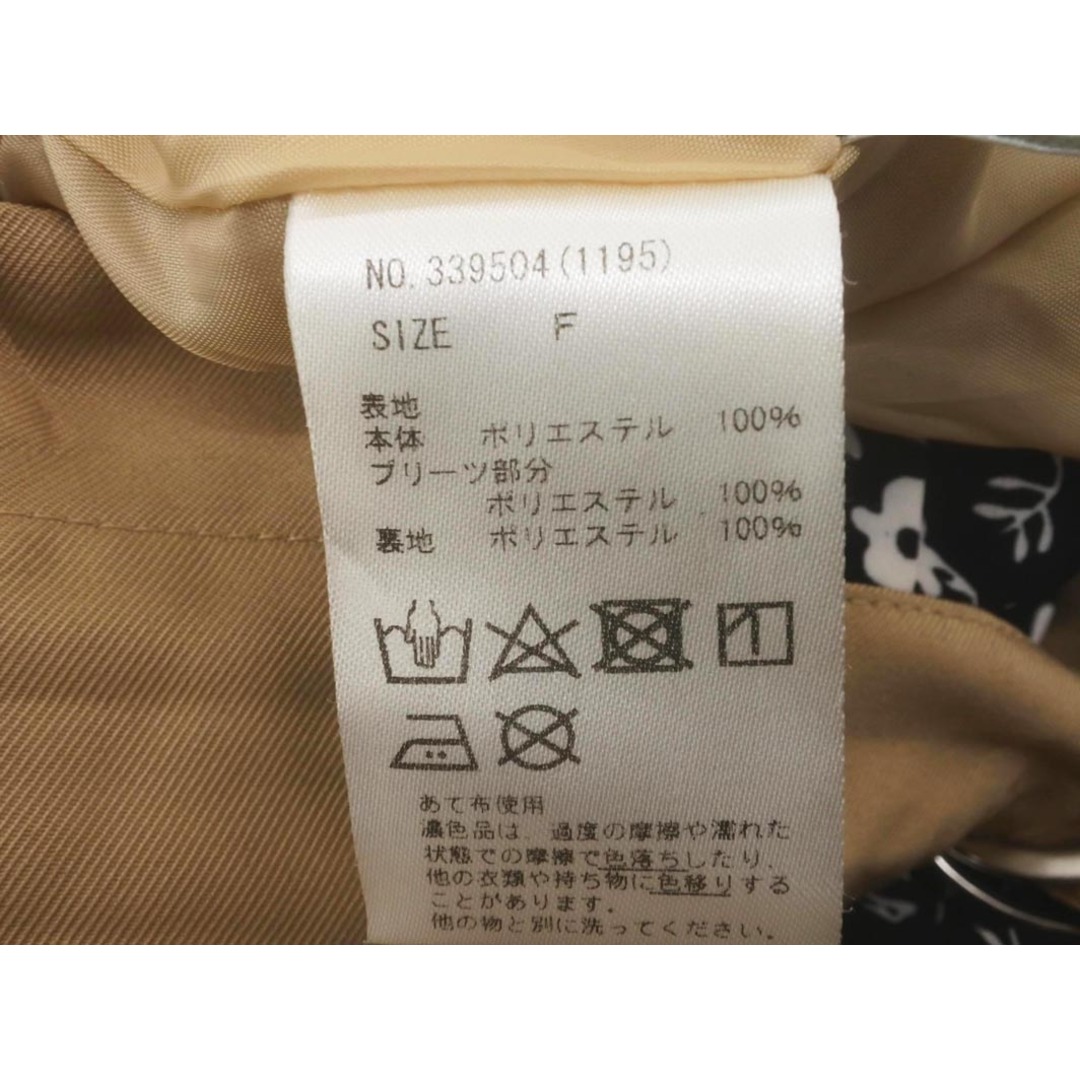 NO.339504(1195)
SIZE F
表地
本体 ポリエステル 100%
プリーツ部分
ポリエステル 100%
裏地 ポリエステル 100%
あて布使用
濃色品は、過度の摩擦や濡れた
状態での摩擦で色落ちしたり、
他の衣類や持ち物に色移りする
ことがあります。
他の物と別に洗ってください。